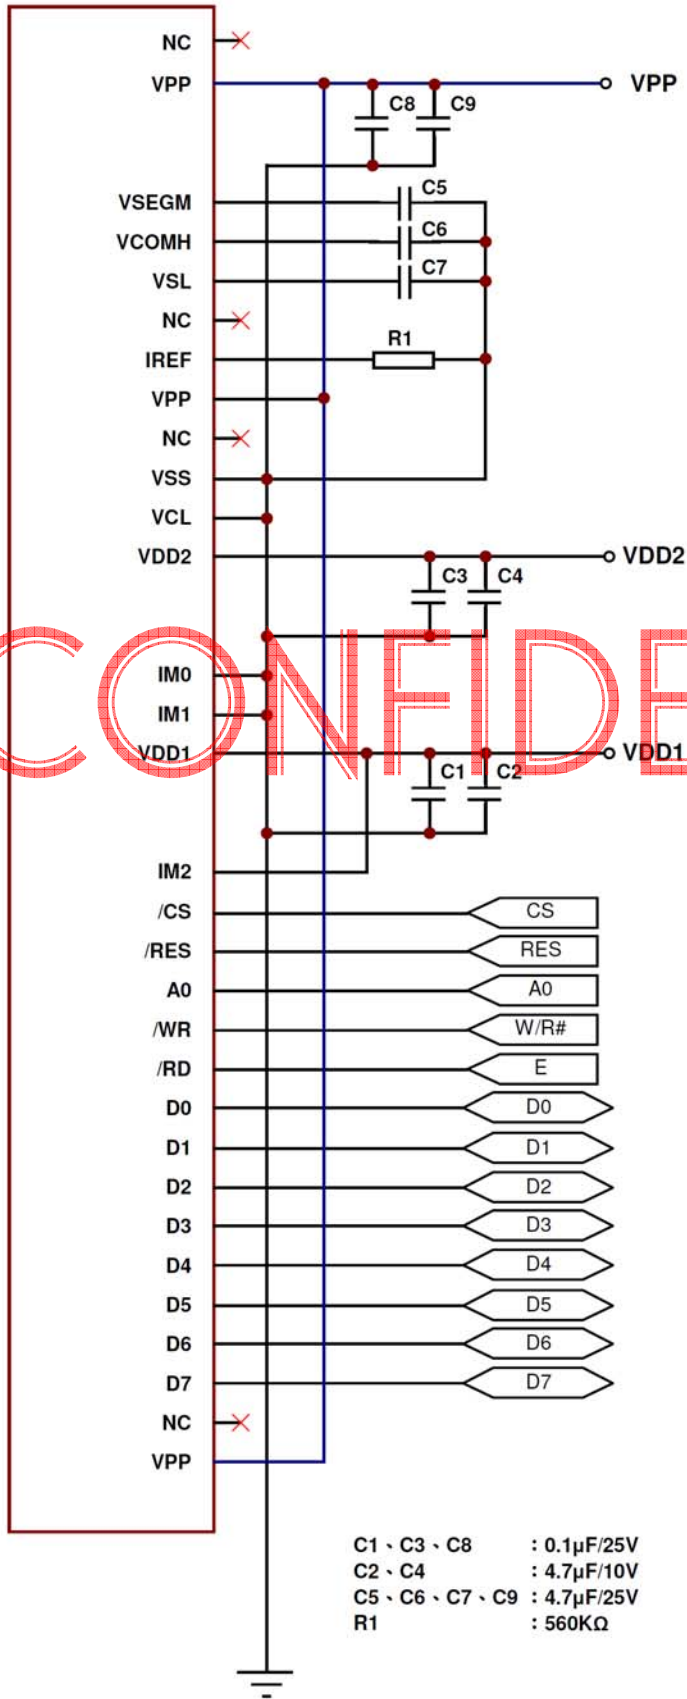 NC
VPP VPP
C8 C9
VSEGM C5
VCOMH C6
VSL C7
NC
IREF R1
VPP
NC
VSS
VCL
VDD2 VDD2
C3 C4
CONFIDE
IM0
IM1
VDD1 VDD1
C1 C2
IM2
/CS CS
/RES RES
A0 A0
/WR W/R#
/RD E
D0 D0
D1 D1
D2 D2
D3 D3
D4 D4
D5 D5
D6 D6
D7 D7
NC
VPP
C1、C3、C8 : 0.1μF/25V
C2、C4 : 4.7μF/10V
C5、C6、C7、C9 : 4.7μF/25V
R1 : 560KΩ